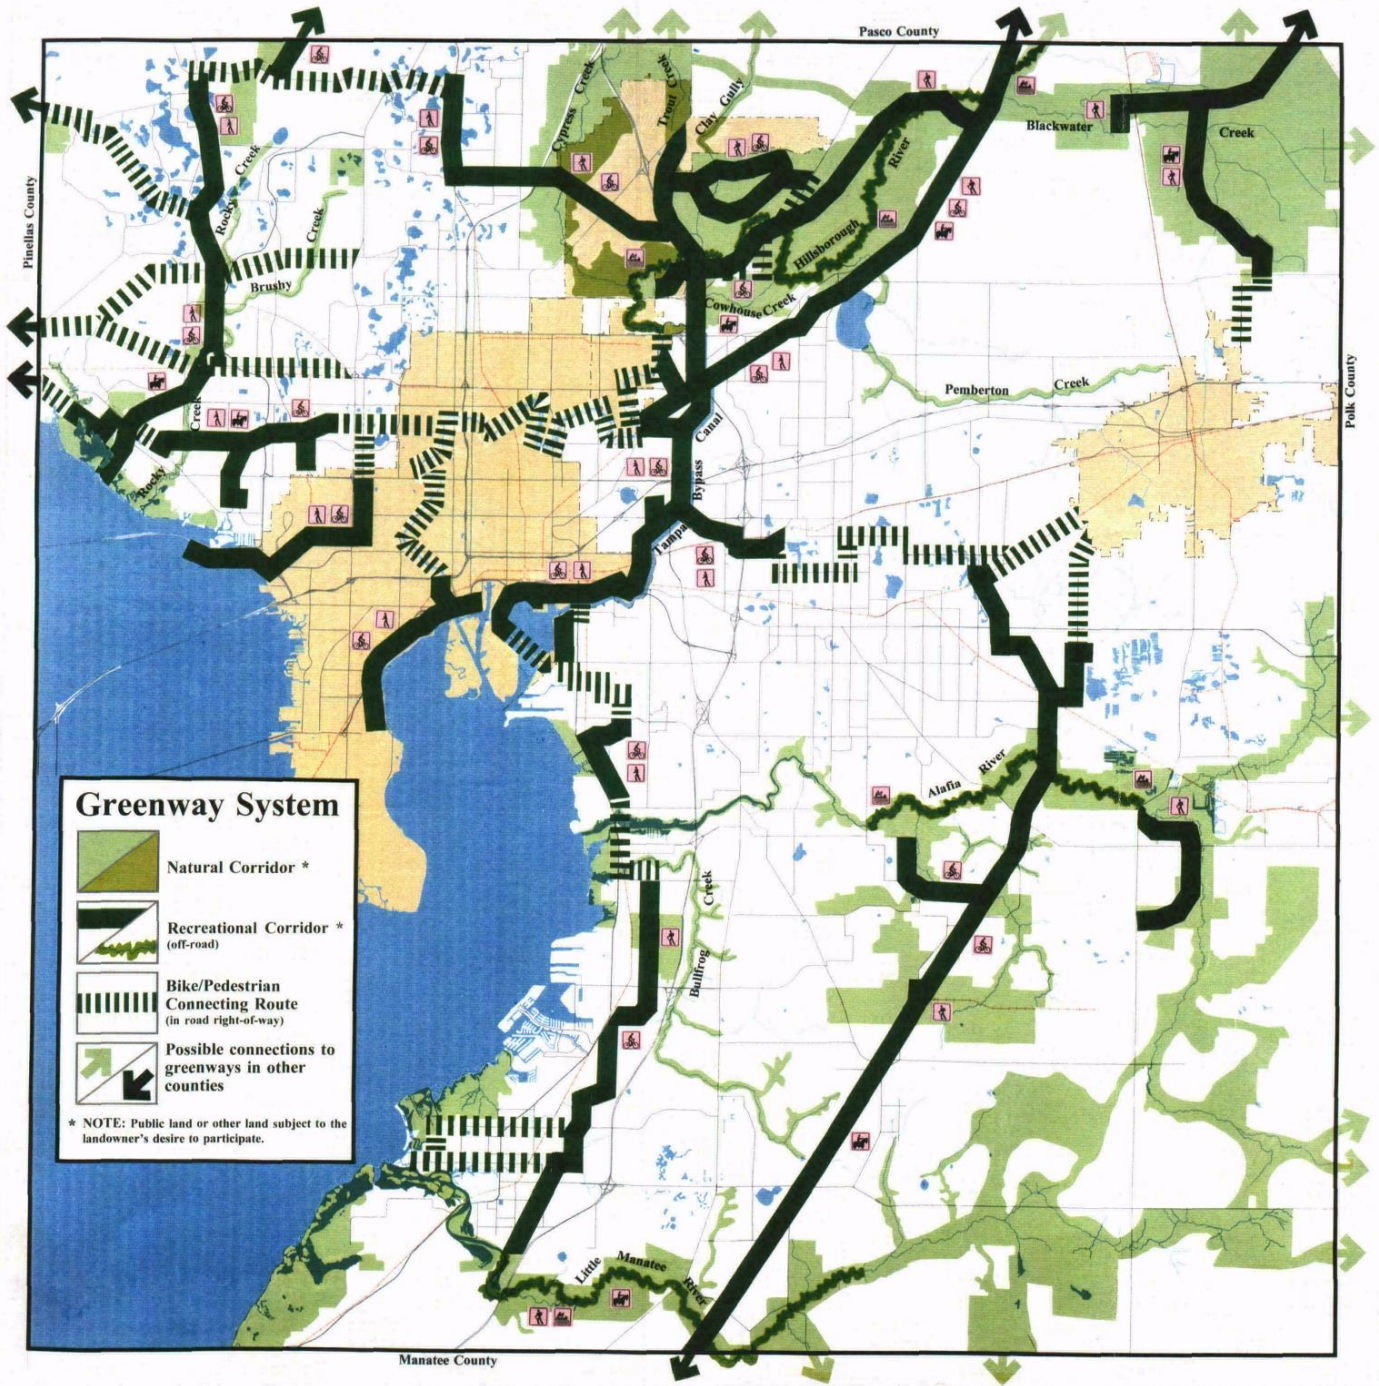 Pasco County
Pinellas County
Polk County
Manatee County
Cypress Creek
Trout Creek
Clay Gully
Blackwater Creek
Rocky Creek
Brushy Creek
Hillsborough River
Cowhouse Creek
Pemberton Creek
Rocky Creek
Tampa Bypass Canal
Alafia River
Bullfrog Creek
Little Manatee River
Greenway System
Natural Corridor *
Recreational Corridor *
(off-road)
Bike/Pedestrian
Connecting Route
(in road right-of-way)
Possible connections to
greenways in other
counties
* NOTE: Public land or other land subject to the
landowner's desire to participate.